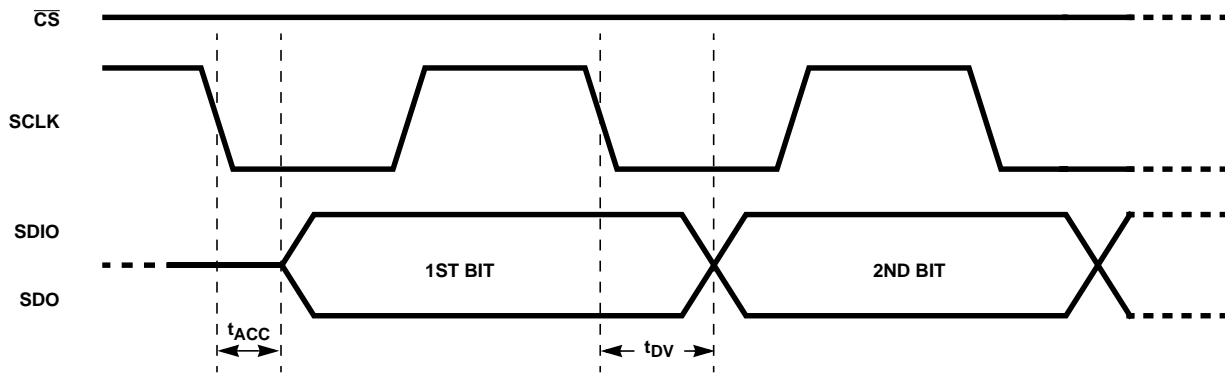 CS
SCLK
SDIO
1ST BIT
2ND BIT
SDO
tACC
tDV